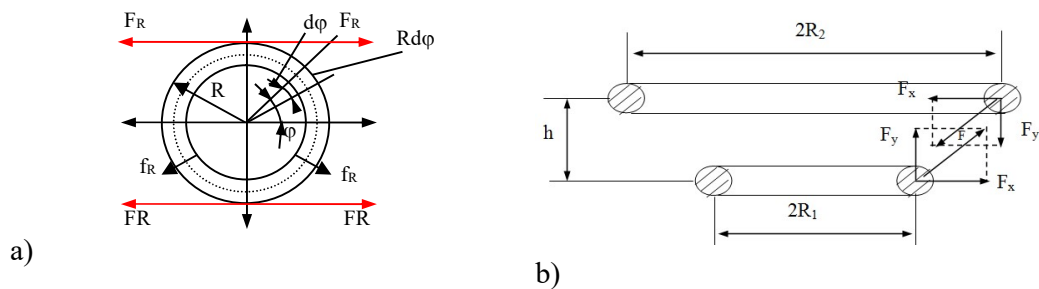 F_R dφ F_R
Rdφ
R
φ
f_R f_R
FR FR
a)
2R₂
F_x
h F_y F F_y
F_x
2R₁
b)